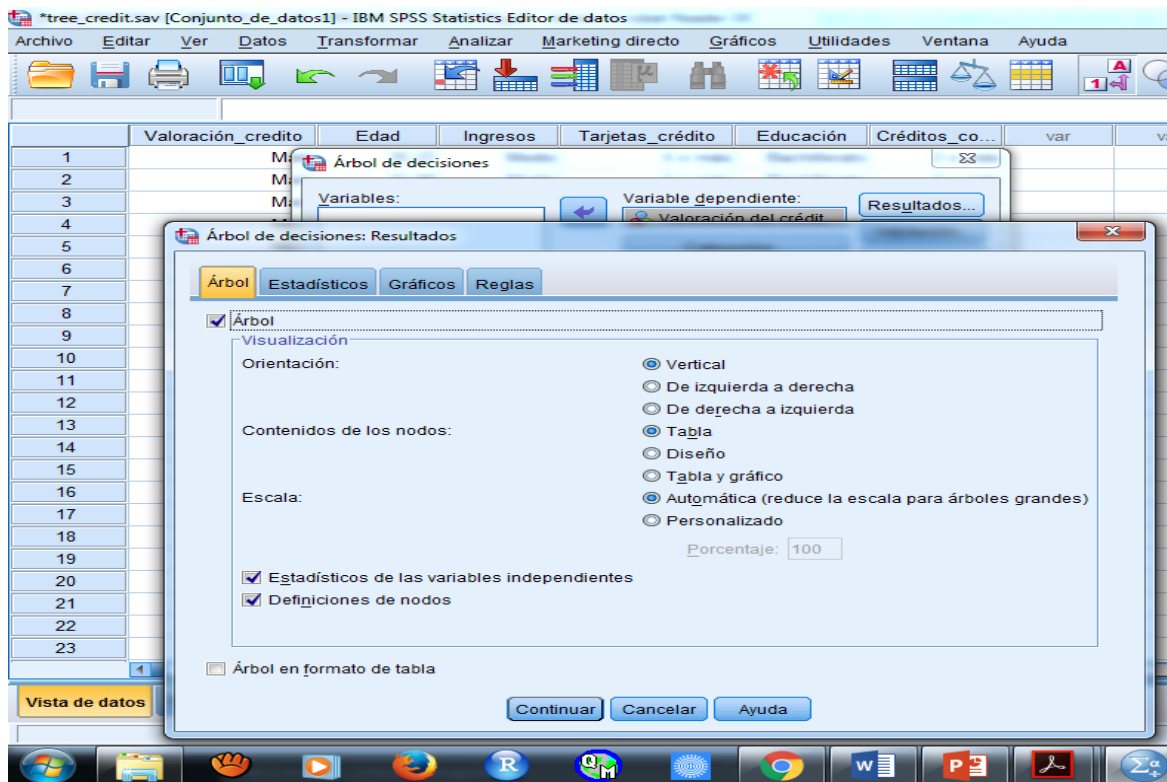 *tree_credit.sav [Conjunto_de_datos1] - IBM SPSS Statistics Editor de datos
Archivo Editar Ver Datos Transformar Analizar Marketing directo Gráficos Utilidades Ventana Ayuda
Valoración_credito Edad Ingresos Tarjetas_crédito Educación Créditos_co... var
1
2
3
4
5
6
7
8
9
10
11
12
13
14
15
16
17
18
19
20
21
22
23
Árbol de decisiones
Variables:
Variable dependiente:
Resultados...
Valoración del crédit...
Árbol de decisiones: Resultados
Árbol Estadísticos Gráficos Reglas
Árbol
Visualización
Orientación:
Vertical
De izquierda a derecha
De derecha a izquierda
Contenidos de los nodos:
Tabla
Diseño
Tabla y gráfico
Escala:
Automática (reduce la escala para árboles grandes)
Personalizado
Porcentaje: 100
Estadísticos de las variables independientes
Definiciones de nodos
Árbol en formato de tabla
Continuar Cancelar Ayuda
Vista de datos